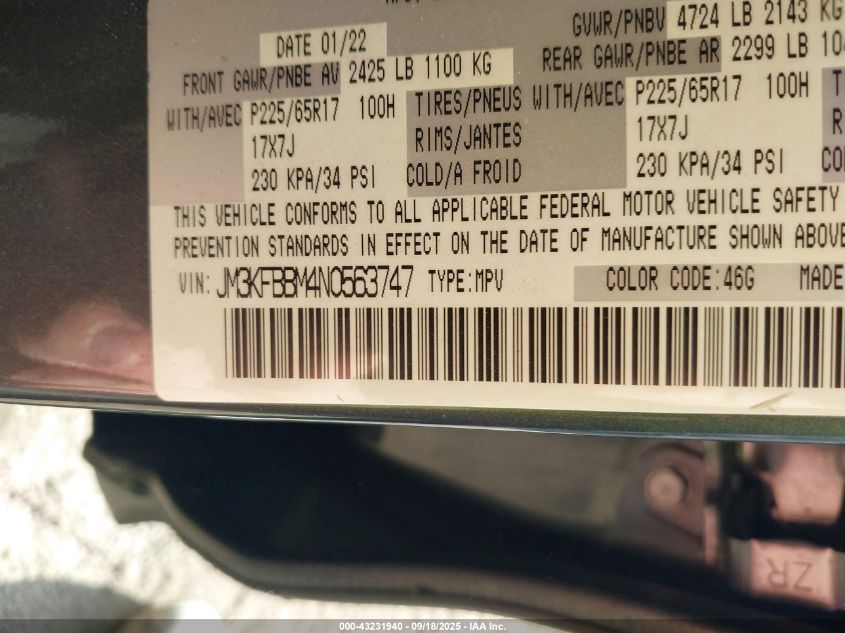 DATE 01/22
GVWR/PNBV 4724 LB 2143 KG
FRONT GAWR/PNBE AV 2425 LB 1100 KG
REAR GAWR/PNBE AR 2299 LB
WITH/AVEC P225/65R17 100H TIRES/PNEUS WITH/AVEC P225/65R17 100H
17X7J RIMS/JANTES 17X7J
230 KPA/34 PSI COLD/A FROID 230 KPA/34 PSI
THIS VEHICLE CONFORMS TO ALL APPLICABLE FEDERAL MOTOR VEHICLE SAFETY
PREVENTION STANDARDS IN EFFECT ON THE DATE OF MANUFACTURE SHOWN ABOVE
VIN: JM3KFBBM4N0563747 TYPE:MPV COLOR CODE:46G MADE
ZR
000-43231940 - 09/18/2025 - IAA Inc.